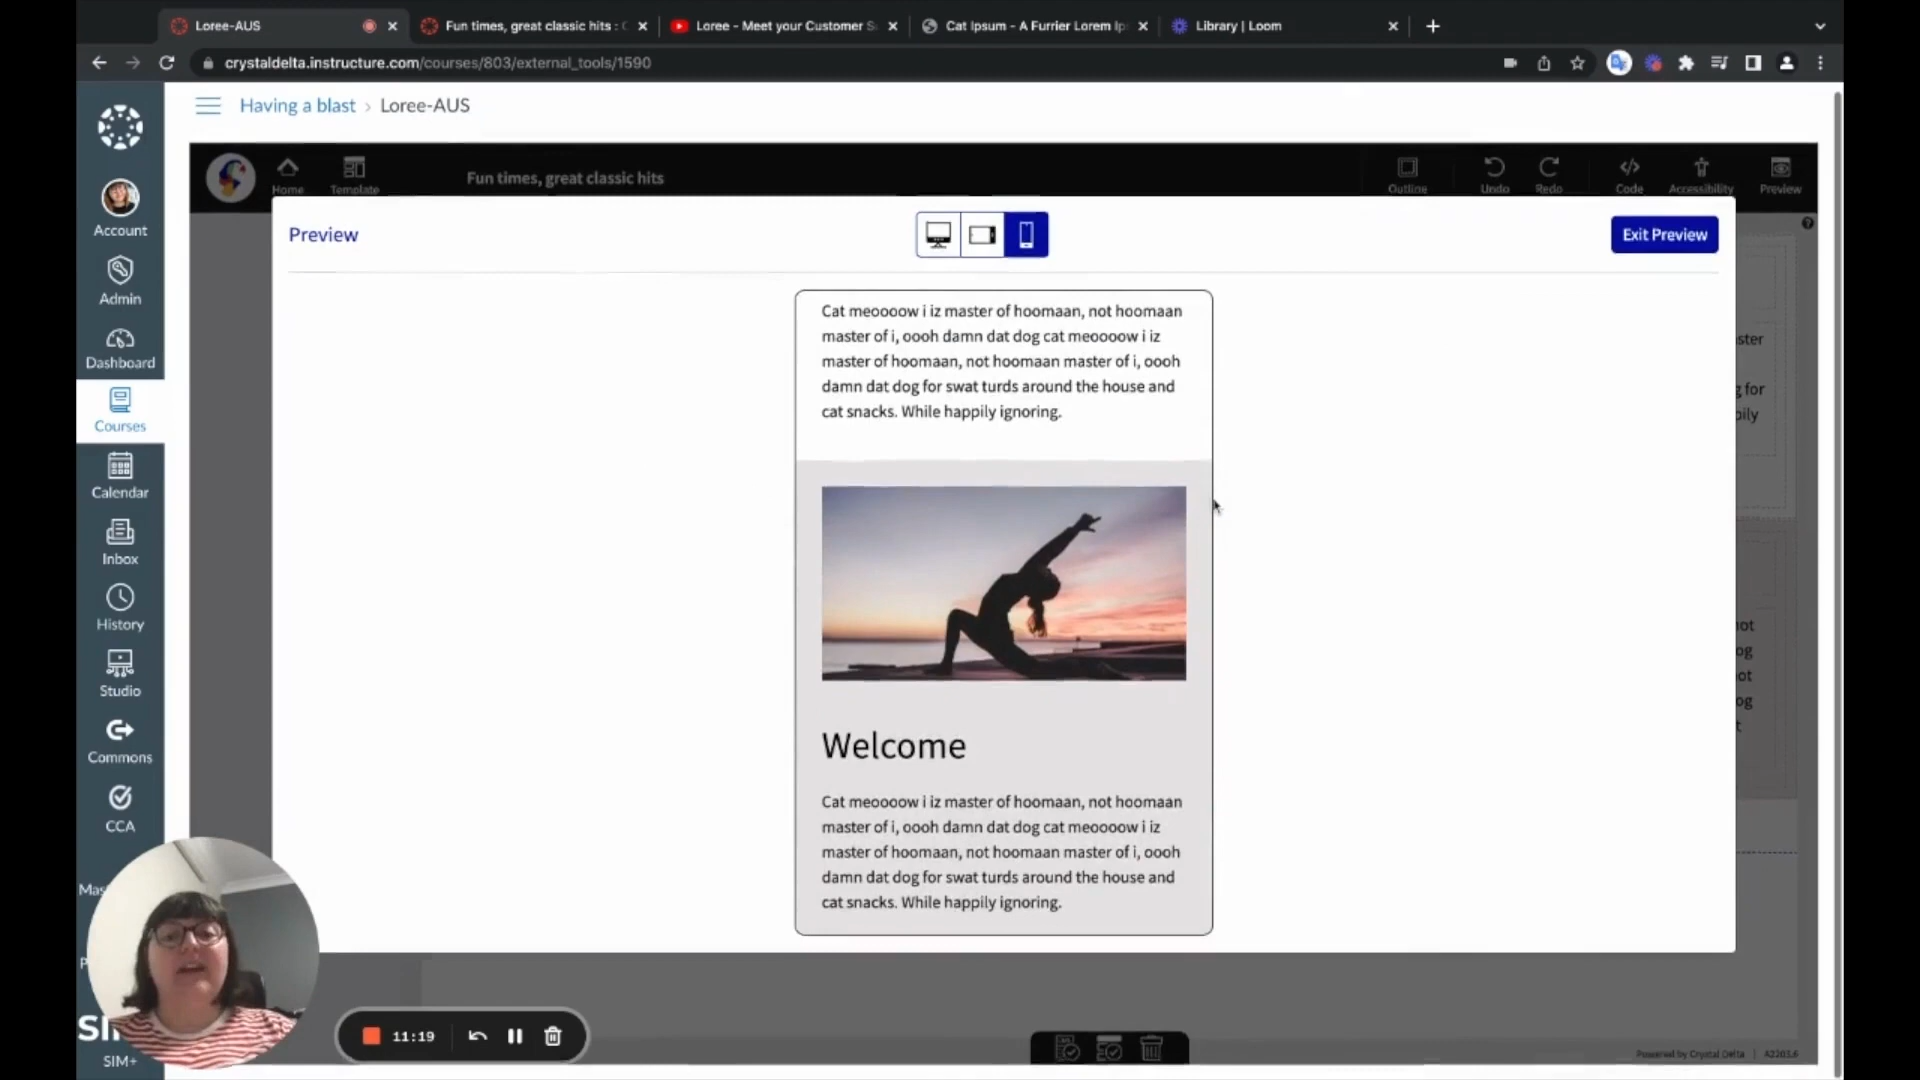 Loree-AUS
Fun times, great classic hits : C
Loree - Meet your Customer S
Cat Ipsum - A Furrier Lorem Ip
Library | Loom
crystaldelta.instructure.com/courses/803/external_tools/1590
Having a blast › Loree-AUS
Home
Template
Fun times, great classic hits
Outline
Undo
Redo
Code
Accessibility
Preview
Account
Admin
Dashboard
Courses
Calendar
Inbox
History
Studio
Commons
CCA
SIM+
Preview
Exit Preview
Cat meoooow i iz master of hoomaan, not hoomaan
master of i, oooh damn dat dog cat meoooow i iz
master of hoomaan, not hoomaan master of i, oooh
damn dat dog for swat turds around the house and
cat snacks. While happily ignoring.
Welcome
Cat meoooow i iz master of hoomaan, not hoomaan
master of i, oooh damn dat dog cat meoooow i iz
master of hoomaan, not hoomaan master of i, oooh
damn dat dog for swat turds around the house and
cat snacks. While happily ignoring.
11:19
Powered by Crystal Delta | A2203.6